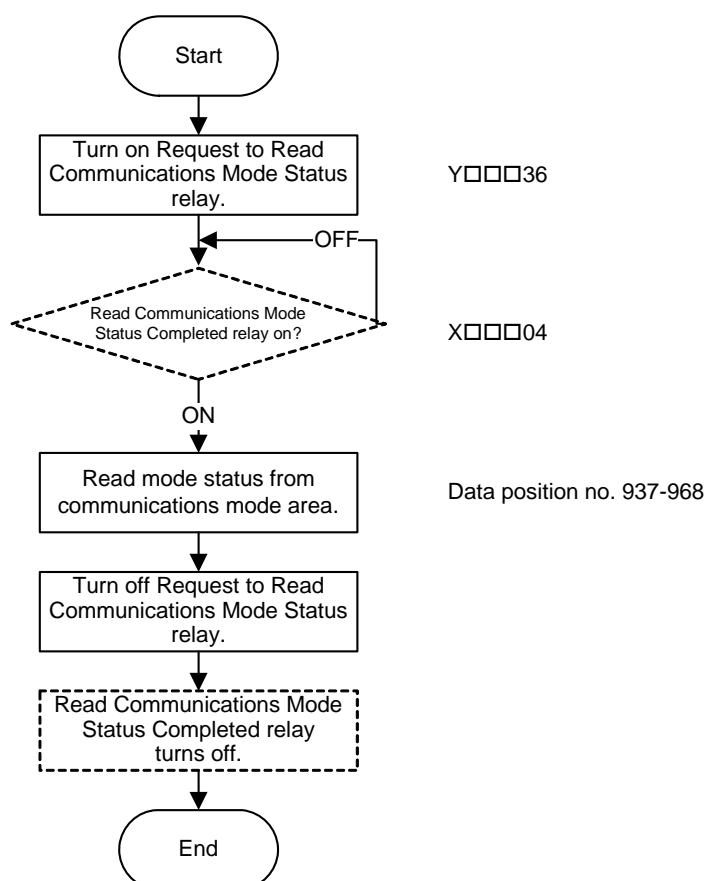 Start
Turn on Request to Read
Communications Mode Status
relay.
Y□□□36
OFF
Read Communications Mode
Status Completed relay on?
X□□□04
ON
Read mode status from
communications mode area.
Data position no. 937-968
Turn off Request to Read
Communications Mode Status
relay.
Read Communications Mode
Status Completed relay
turns off.
End